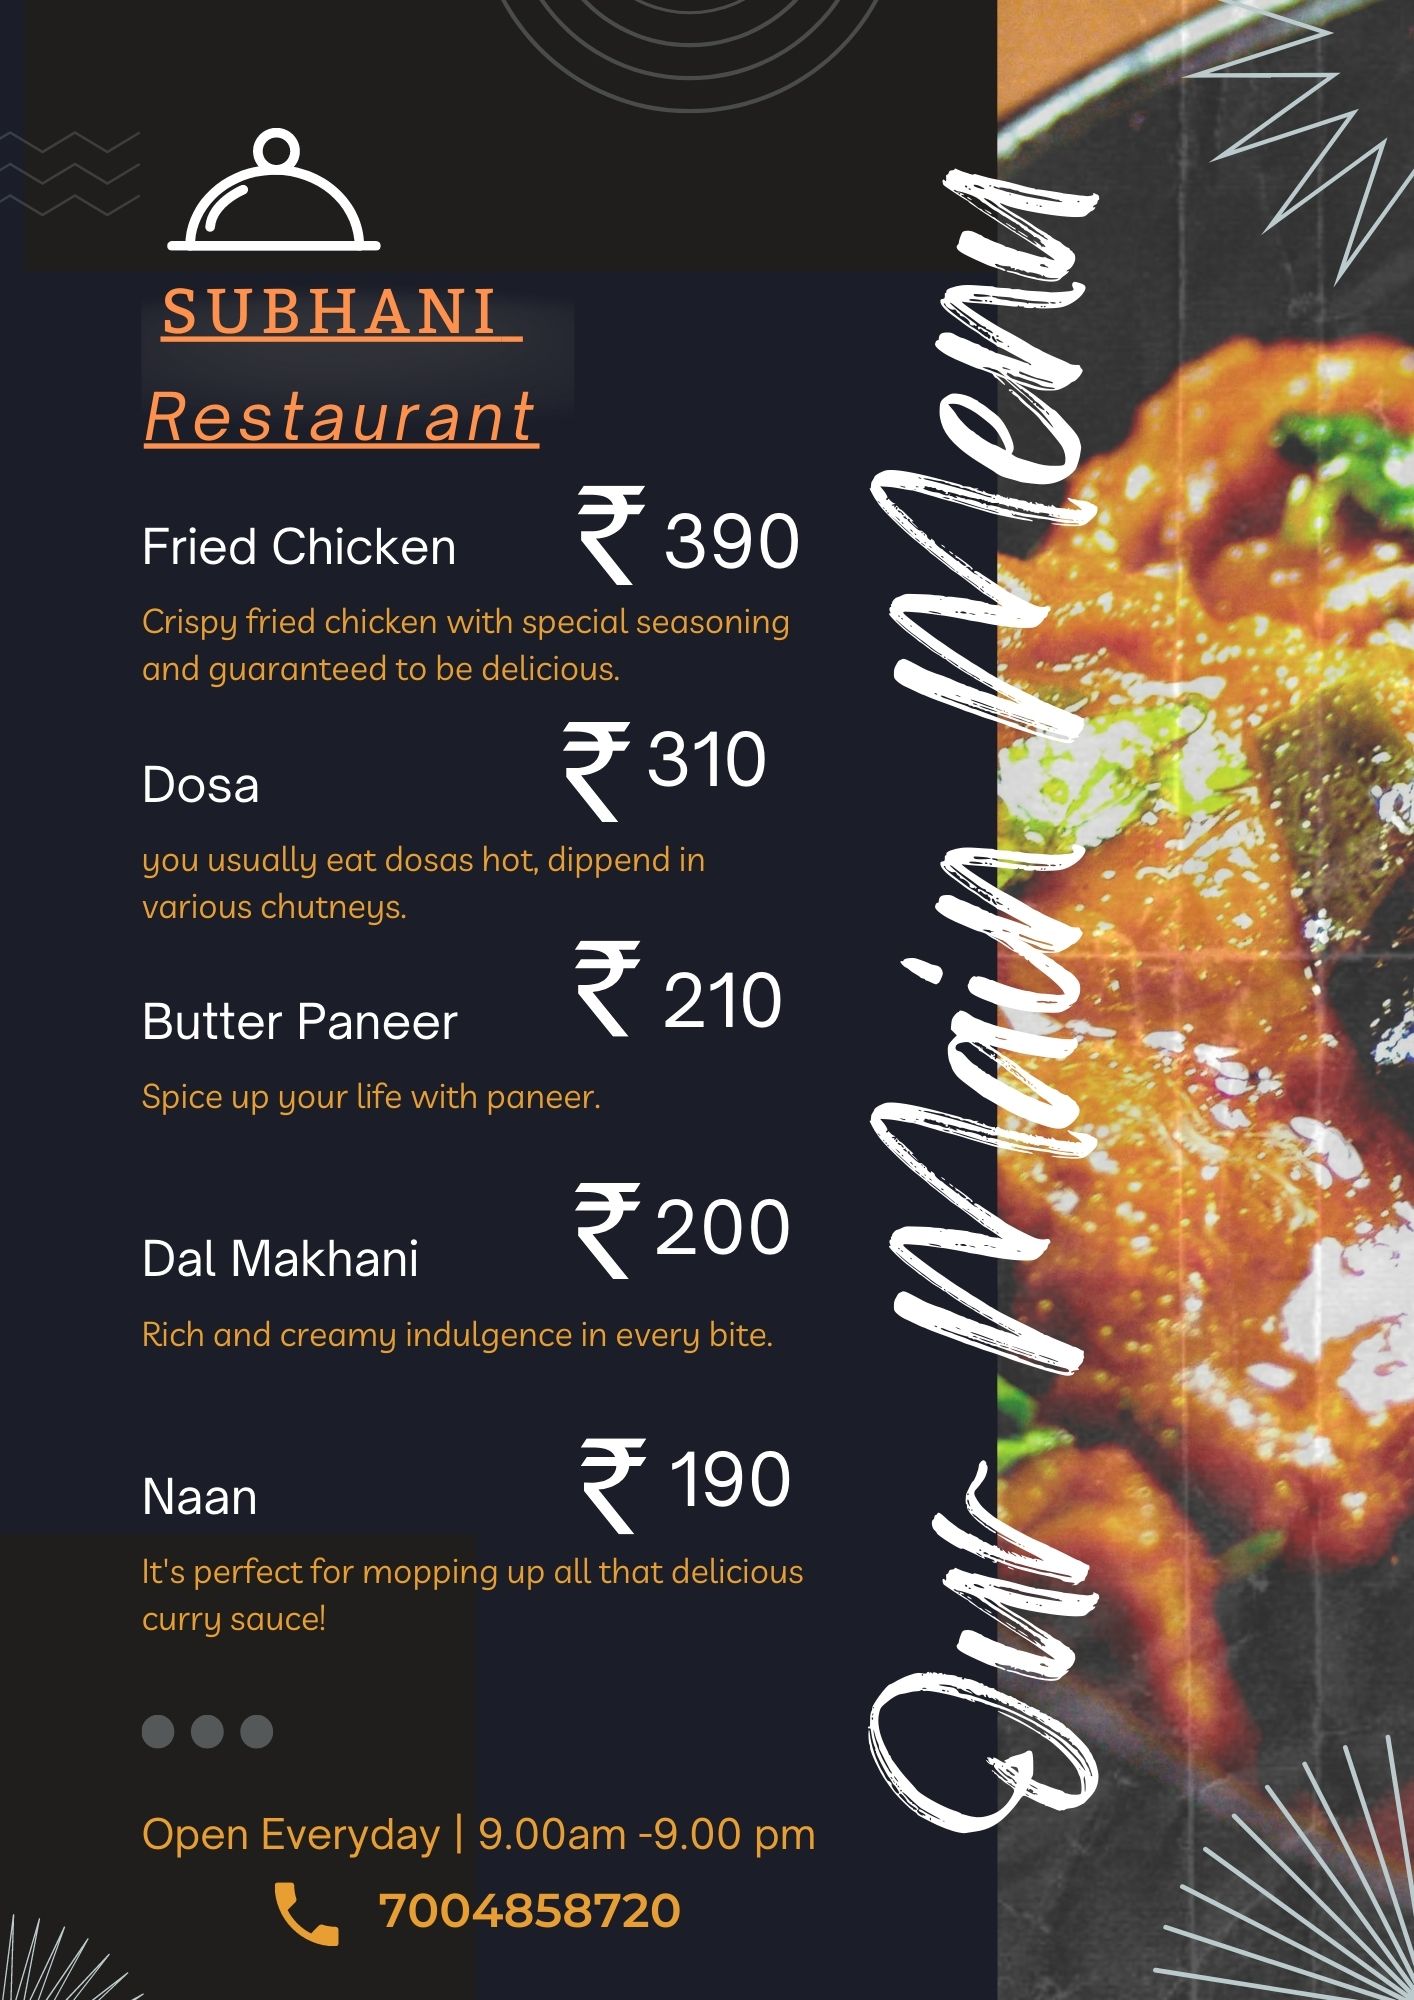 SUBHANI
Restaurant
Fried Chicken ₹ 390
Crispy fried chicken with special seasoning
and guaranteed to be delicious.
Dosa ₹ 310
you usually eat dosas hot, dippend in
various chutneys.
Butter Paneer ₹ 210
Spice up your life with paneer.
Dal Makhani ₹ 200
Rich and creamy indulgence in every bite.
Naan ₹ 190
It's perfect for mopping up all that delicious
curry sauce!
Open Everyday | 9.00am -9.00 pm
7004858720
Our Main Menu